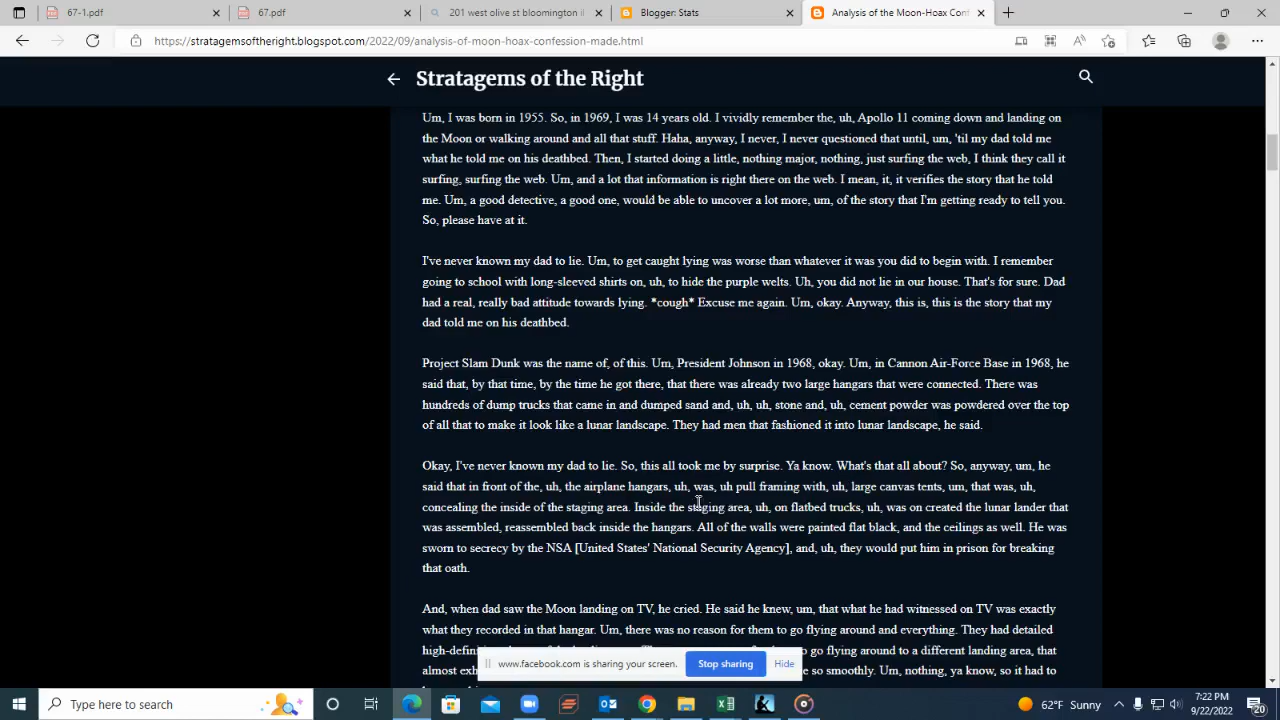 67-1.pdf
67.pdf
201 west olive st bloomington il
Blogger: Stats
Analysis of the Moon-Hoax Conf
https://stratagemsoftheright.blogspot.com/2022/09/analysis-of-moon-hoax-confession-made.html
Stratagems of the Right
Um, I was born in 1955. So, in 1969, I was 14 years old. I vividly remember the, uh, Apollo 11 coming down and landing on
the Moon or walking around and all that stuff. Haha, anyway, I never, I never questioned that until, um, 'til my dad told me
what he told me on his deathbed. Then, I started doing a little, nothing major, nothing, just surfing the web, I think they call it
surfing, surfing the web. Um, and a lot that information is right there on the web. I mean, it, it verifies the story that he told
me. Um, a good detective, a good one, would be able to uncover a lot more, um, of the story that I'm getting ready to tell you.
So, please have at it.
I've never known my dad to lie. Um, to get caught lying was worse than whatever it was you did to begin with. I remember
going to school with long-sleeved shirts on, uh, to hide the purple welts. Uh, you did not lie in our house. That's for sure. Dad
had a real, really bad attitude towards lying. *cough* Excuse me again. Um, okay. Anyway, this is, this is the story that my
dad told me on his deathbed.
Project Slam Dunk was the name of, of this. Um, President Johnson in 1968, okay. Um, in Cannon Air-Force Base in 1968, he
said that, by that time, by the time he got there, that there was already two large hangars that were connected. There was
hundreds of dump trucks that came in and dumped sand and, uh, uh, stone and, uh, cement powder was powdered over the top
of all that to make it look like a lunar landscape. They had men that fashioned it into lunar landscape, he said.
Okay, I've never known my dad to lie. So, this all took me by surprise. Ya know. What's that all about? So, anyway, um, he
said that in front of the, uh, the airplane hangars, uh, was, uh pull framing with, uh, large canvas tents, um, that was, uh,
concealing the inside of the staging area. Inside the staging area, uh, on flatbed trucks, uh, was on created the lunar lander that
was assembled, reassembled back inside the hangars. All of the walls were painted flat black, and the ceilings as well. He was
sworn to secrecy by the NSA [United States' National Security Agency], and, uh, they would put him in prison for breaking
that oath.
And, when dad saw the Moon landing on TV, he cried. He said he knew, um, that what he had witnessed on TV was exactly
what they recorded in that hangar. Um, there was no reason for them to go flying around and everything. They had detailed
high-defini
o go flying around to a different landing area, that
almost exh
e so smoothly. Um, nothing, ya know, so it had to
www.facebook.com is sharing your screen.
Stop sharing
Hide
Type here to search
62°F Sunny
7:22 PM
9/22/2022